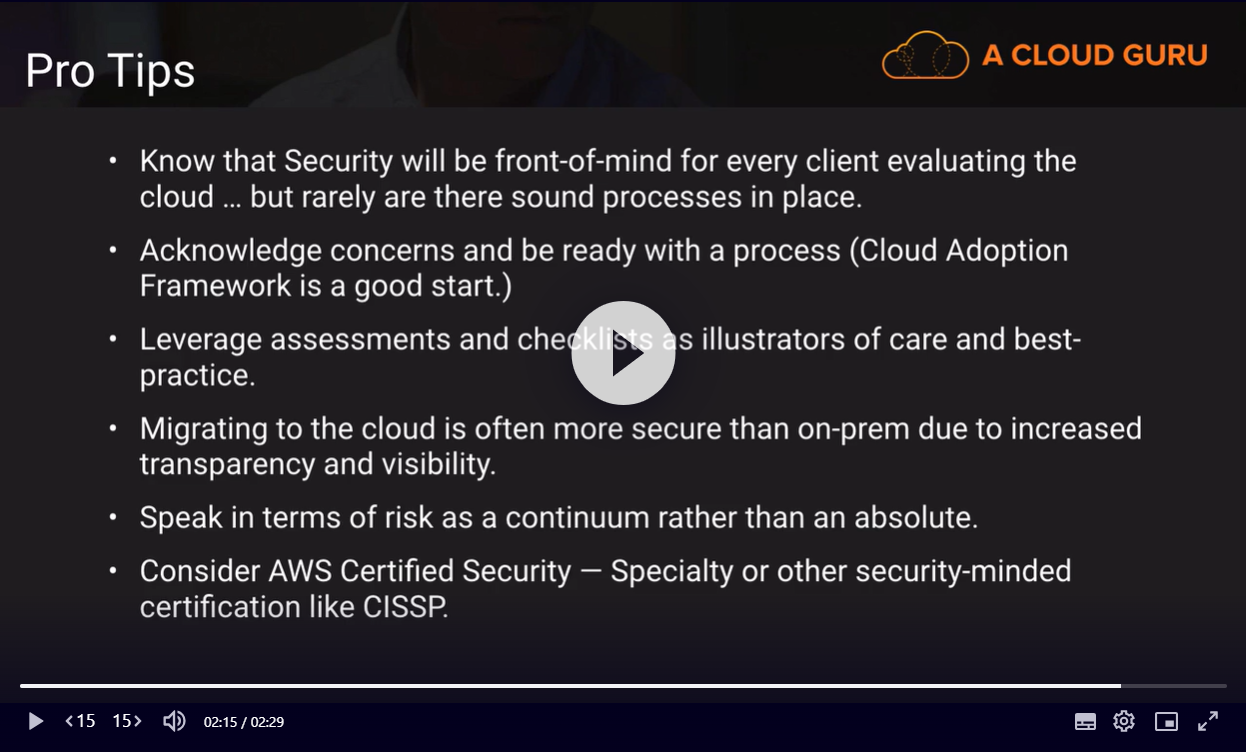 Pro Tips
A CLOUD GURU
• Know that Security will be front-of-mind for every client evaluating the
cloud ... but rarely are there sound processes in place.
• Acknowledge concerns and be ready with a process (Cloud Adoption
Framework is a good start.)
• Leverage assessments and checklists as illustrators of care and best-
practice.
• Migrating to the cloud is often more secure than on-prem due to increased
transparency and visibility.
• Speak in terms of risk as a continuum rather than an absolute.
• Consider AWS Certified Security — Specialty or other security-minded
certification like CISSP.
15 15 02:15 / 02:29